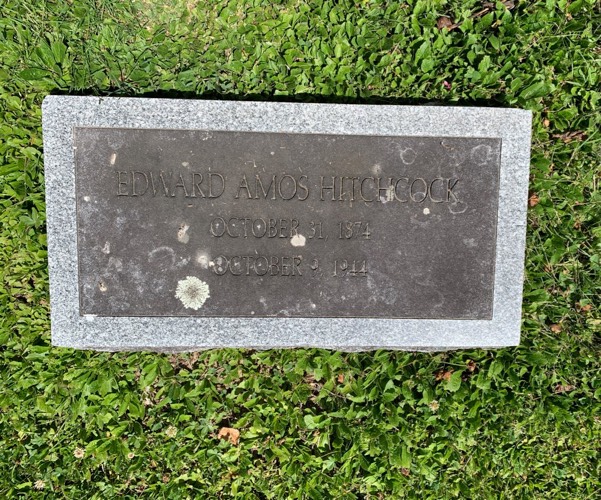 EDWARD AMOS HITCHCOCK
OCTOBER 31, 1874
OCTOBER 9, 1944